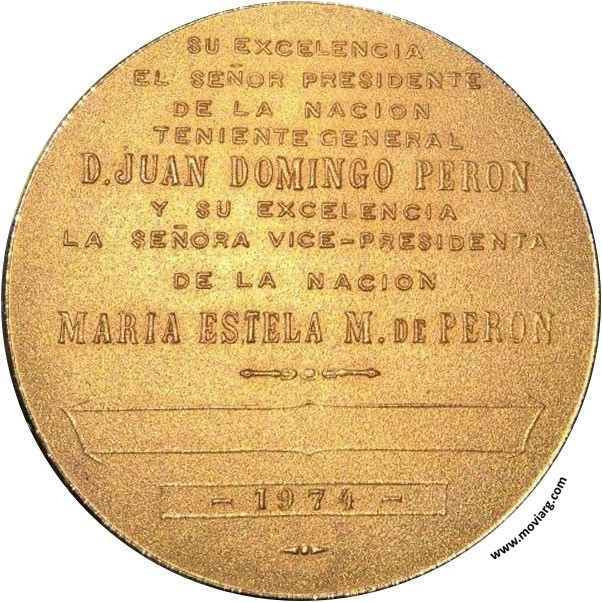 SU EXCELENCIA
EL SEÑOR PRESIDENTE
DE LA NACION
TENIENTE GENERAL
D. JUAN DOMINGO PERON
Y SU EXCELENCIA
LA SEÑORA VICE-PRESIDENTA
DE LA NACION
MARIA ESTELA M. DE PERON
- 1974 -
www.moviarg.com